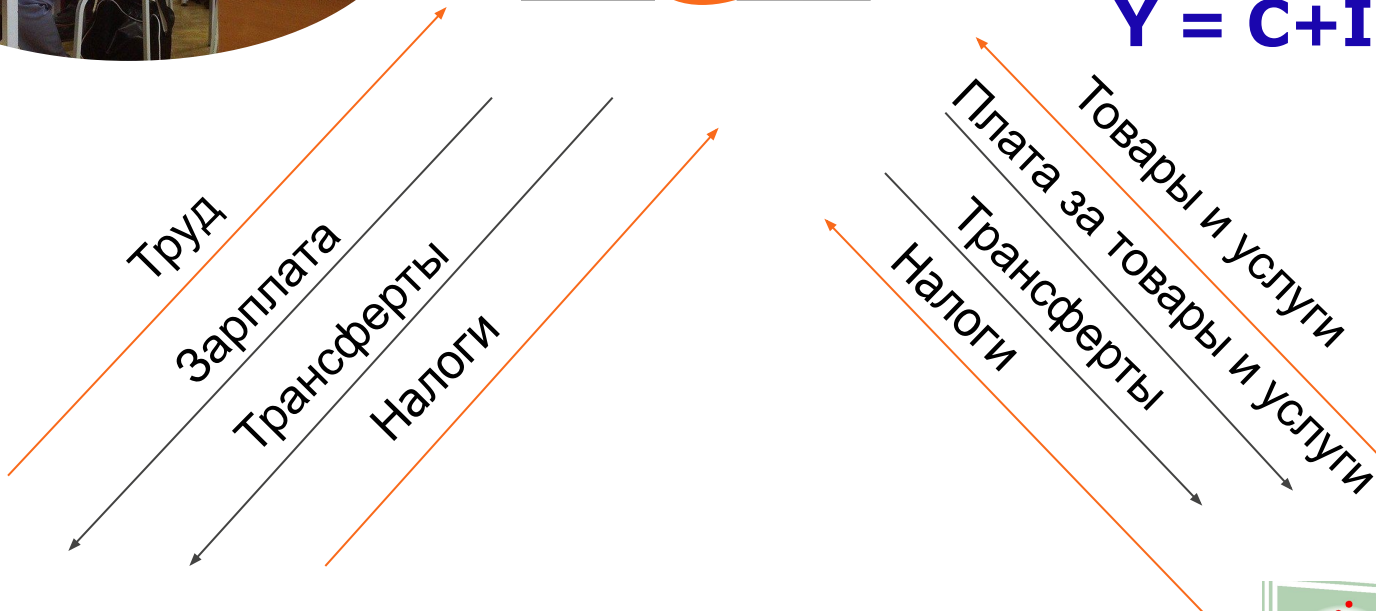 Y = C+I
Труд
Зарплата
Трансферты
Налоги
Товары и услуги
Плата за товары и услуги
Трансферты
Налоги